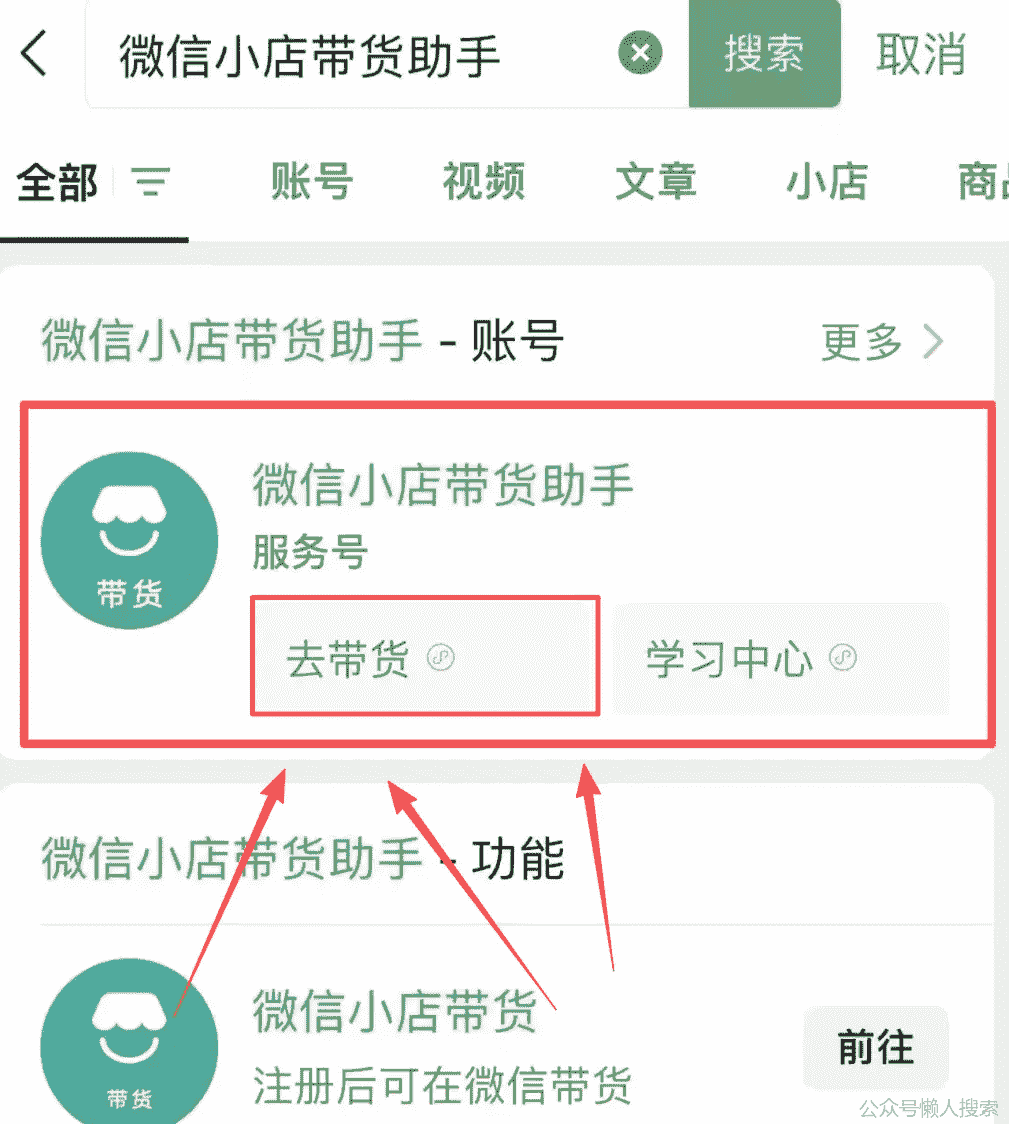 微信小店带货助手 搜索 取消
全部 账号 视频 文章 小店 商品
微信小店带货助手 - 账号 更多
微信小店带货助手
服务号
带货
去带货 学习中心
微信小店带货助手 - 功能
微信小店带货
前往
注册后可在微信带货
带货
公众号懒人搜索